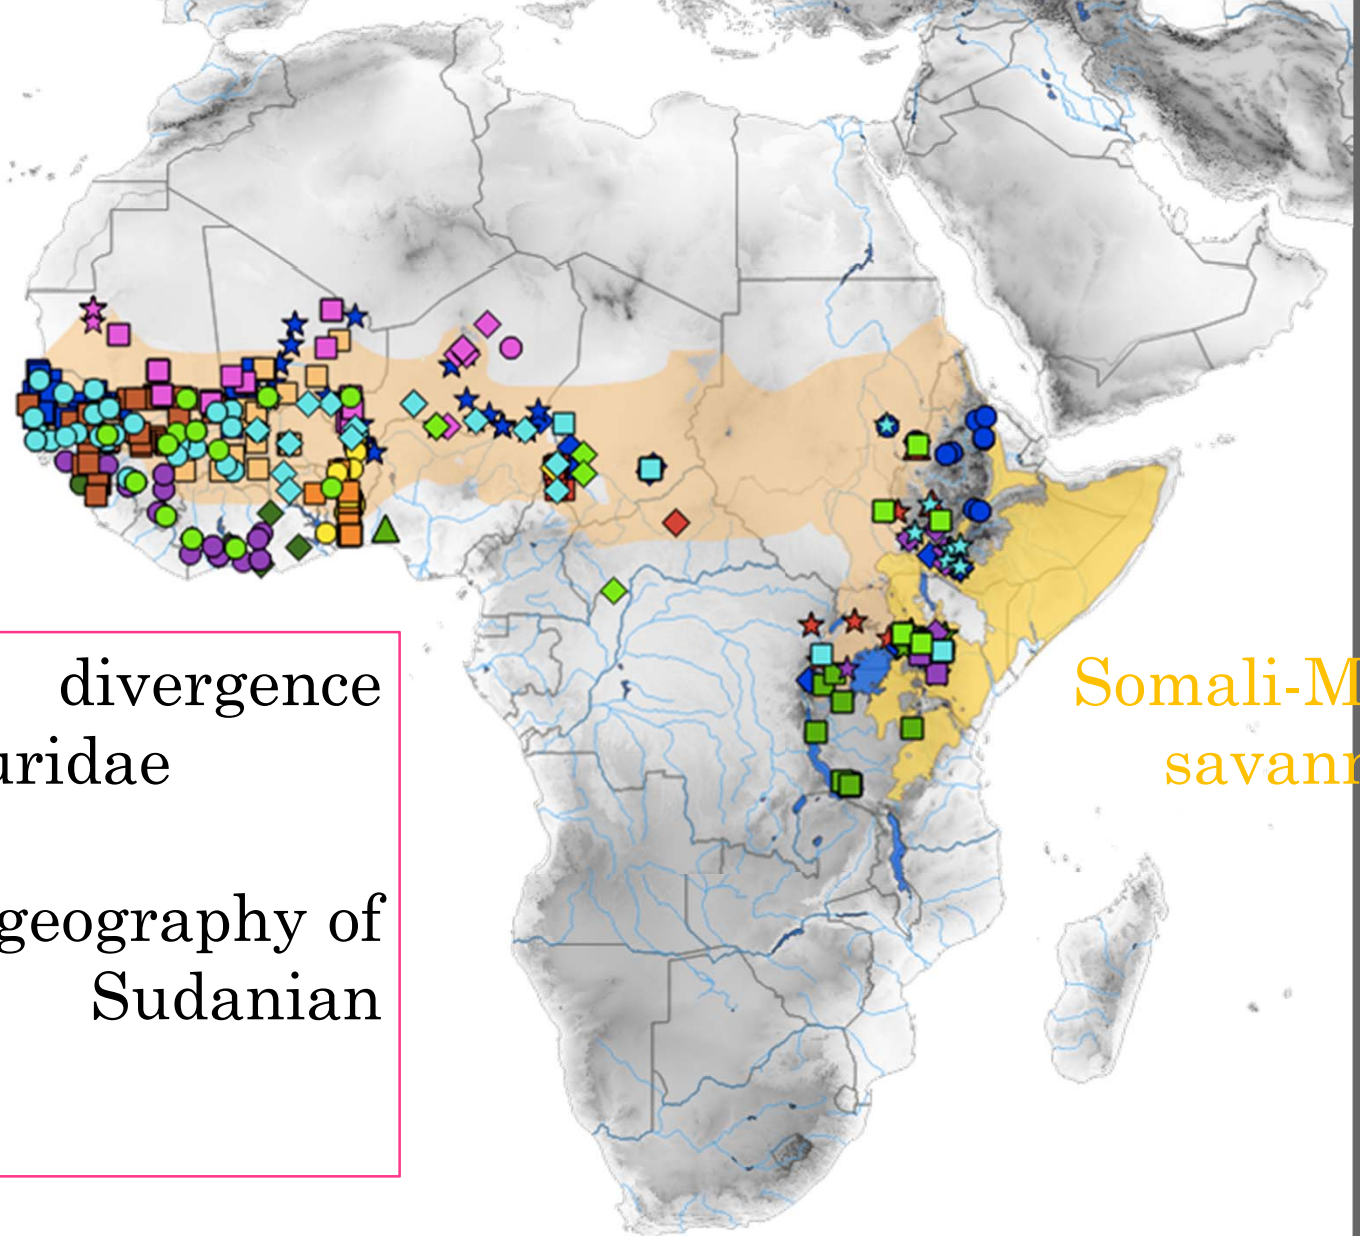 divergence
uridae
geography of
Sudanian
Somali-M
savann